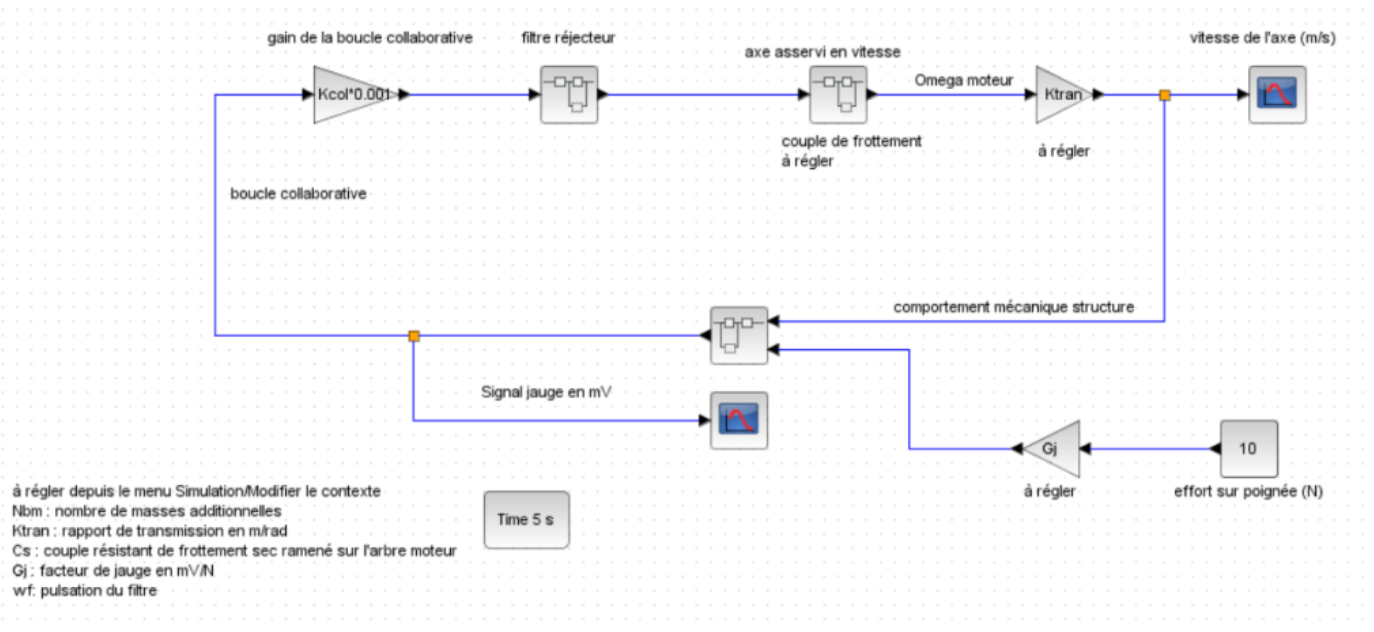 gain de la boucle collaborative
filtre réjecteur
axe asservi en vitesse
vitesse de l'axe (m/s)
Kcol*0.001
Omega moteur
Ktran
couple de frottement
à régler
à régler
boucle collaborative
comportement mécanique structure
Signal jauge en mV
Gj
10
à régler
effort sur poignée (N)
à régler depuis le menu Simulation/Modifier le contexte
Nbm : nombre de masses additionnelles
Ktran : rapport de transmission en m/rad
Cs : couple résistant de frottement sec ramené sur l'arbre moteur
Gj : facteur de jauge en mV/N
wf: pulsation du filtre
Time 5 s